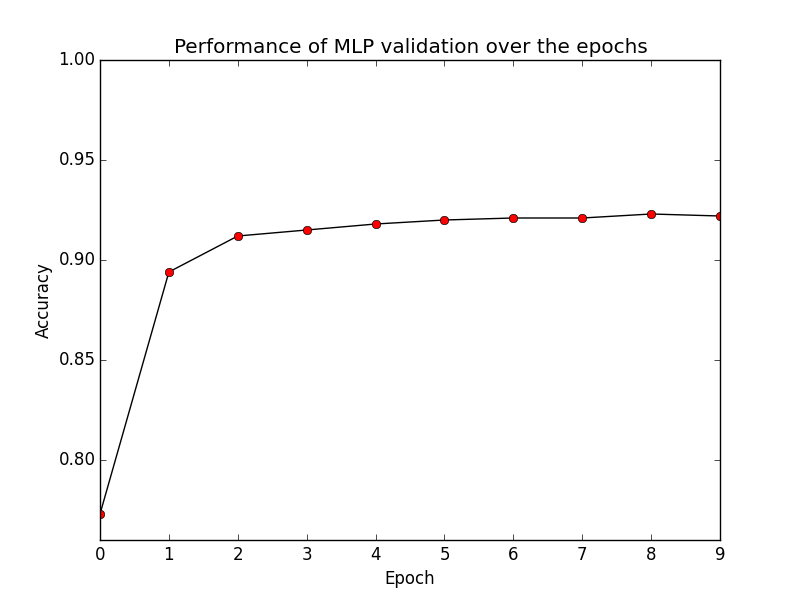 Performance of MLP validation over the epochs
1.00
0.95
0.90
0.85
0.80
Accuracy
0 1 2 3 4 5 6 7 8 9
Epoch